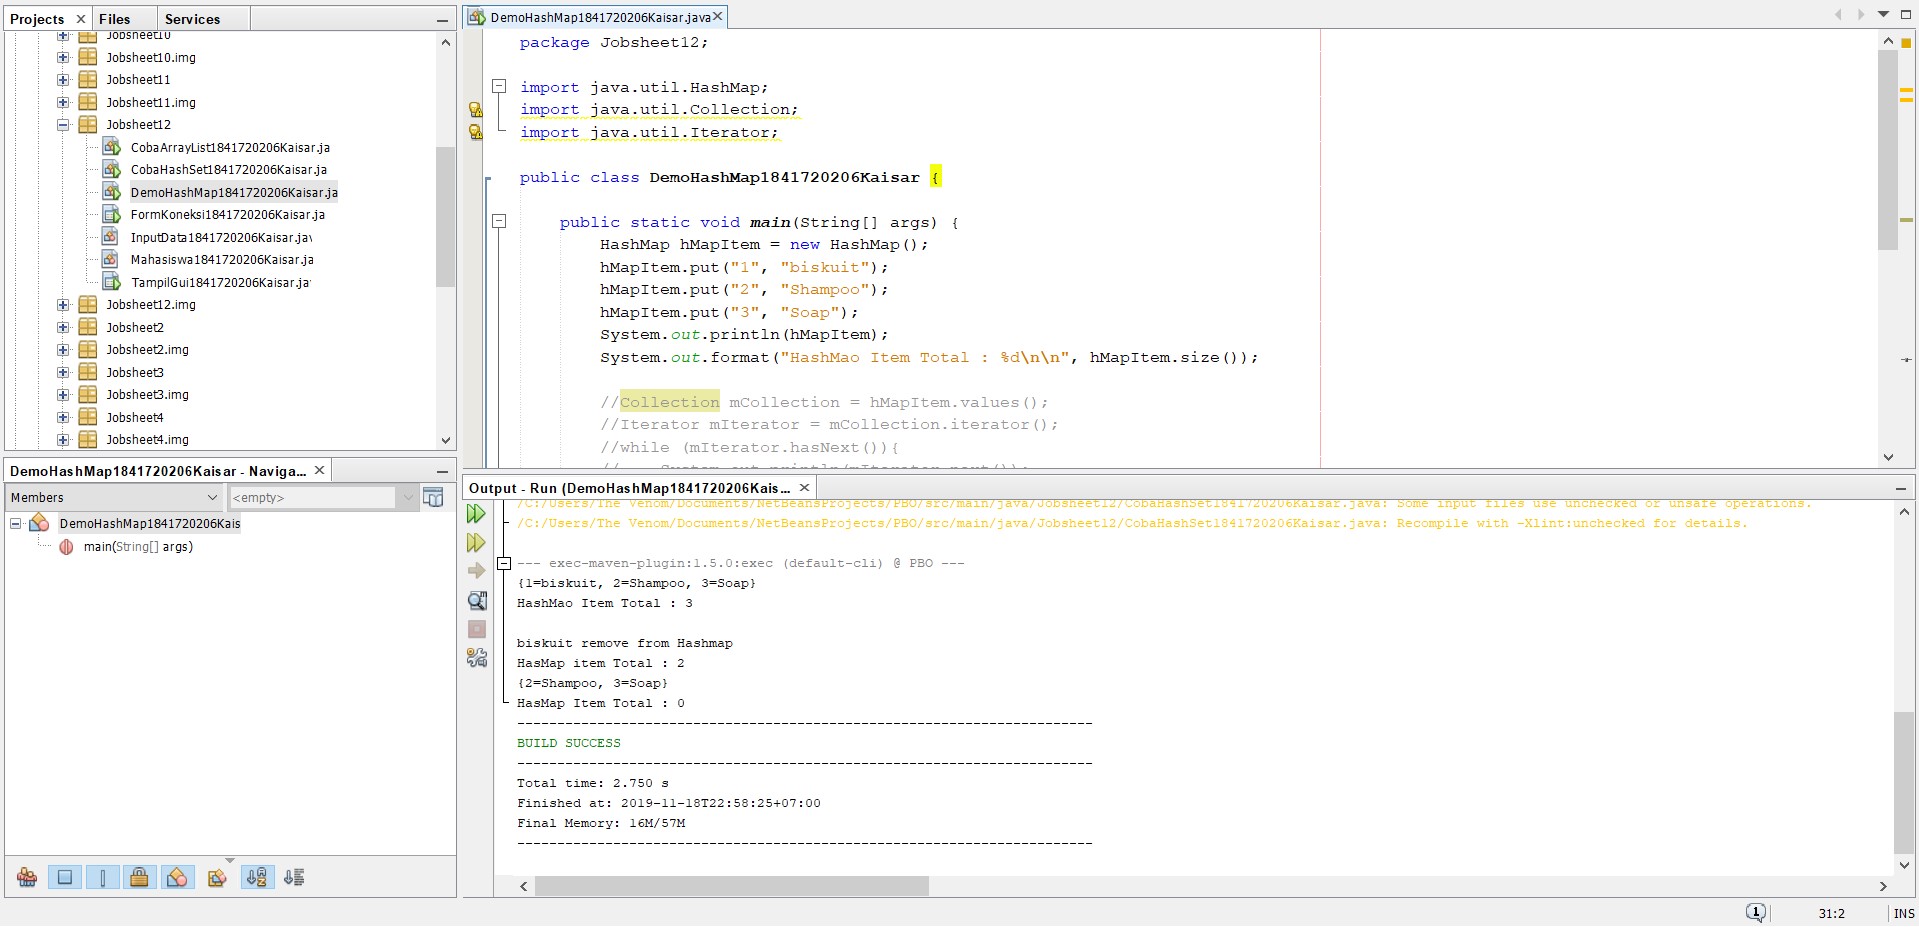 Projects
Files
Services
Jobsheet10
Jobsheet10.img
Jobsheet11
Jobsheet11.img
Jobsheet12
CobaArrayList1841720206Kaisar.ja
CobaHashSet1841720206Kaisar.ja
DemoHashMap1841720206Kaisar.ja
FormKoneksi1841720206Kaisar.ja
InputData1841720206Kaisar.jav
Mahasiswa1841720206Kaisar.ja
TampilGui1841720206Kaisar.ja
Jobsheet12.img
Jobsheet2
Jobsheet2.img
Jobsheet3
Jobsheet3.img
Jobsheet4
Jobsheet4.img
DemoHashMap1841720206Kaisar - Naviga...
Members
<empty>
DemoHashMap1841720206Kais
main(String[] args)
DemoHashMap1841720206Kaisar.java
package Jobsheet12;
import java.util.HashMap;
import java.util.Collection;
import java.util.Iterator;
public class DemoHashMap1841720206Kaisar {
public static void main(String[] args) {
HashMap hMapItem = new HashMap();
hMapItem.put("1", "biskuit");
hMapItem.put("2", "Shampoo");
hMapItem.put("3", "Soap");
System.out.println(hMapItem);
System.out.format("HashMao Item Total : %d\n\n", hMapItem.size());
//Collection mCollection = hMapItem.values();
//Iterator mIterator = mCollection.iterator();
//while (mIterator.hasNext()){
// System.out.println(mIterator.next());
Output - Run (DemoHashMap1841720206Kais...
/C:/Users/The Venom/Documents/NetBeansProjects/PBO/src/main/java/Jobsheet12/CobaHashSet1841720206Kaisar.java: Some input files use unchecked or unsafe operations.
/C:/Users/The Venom/Documents/NetBeansProjects/PBO/src/main/java/Jobsheet12/CobaHashSet1841720206Kaisar.java: Recompile with -Xlint:unchecked for details.
--- exec-maven-plugin:1.5.0:exec (default-cli) @ PBO ---
{1=biskuit, 2=Shampoo, 3=Soap}
HashMao Item Total : 3
biskuit remove from Hashmap
HasMap item Total : 2
{2=Shampoo, 3=Soap}
HasMap Item Total : 0
------------------------------------------------------------------------
BUILD SUCCESS
------------------------------------------------------------------------
Total time: 2.750 s
Finished at: 2019-11-18T22:58:25+07:00
Final Memory: 16M/57M
------------------------------------------------------------------------
1
31:2
INS